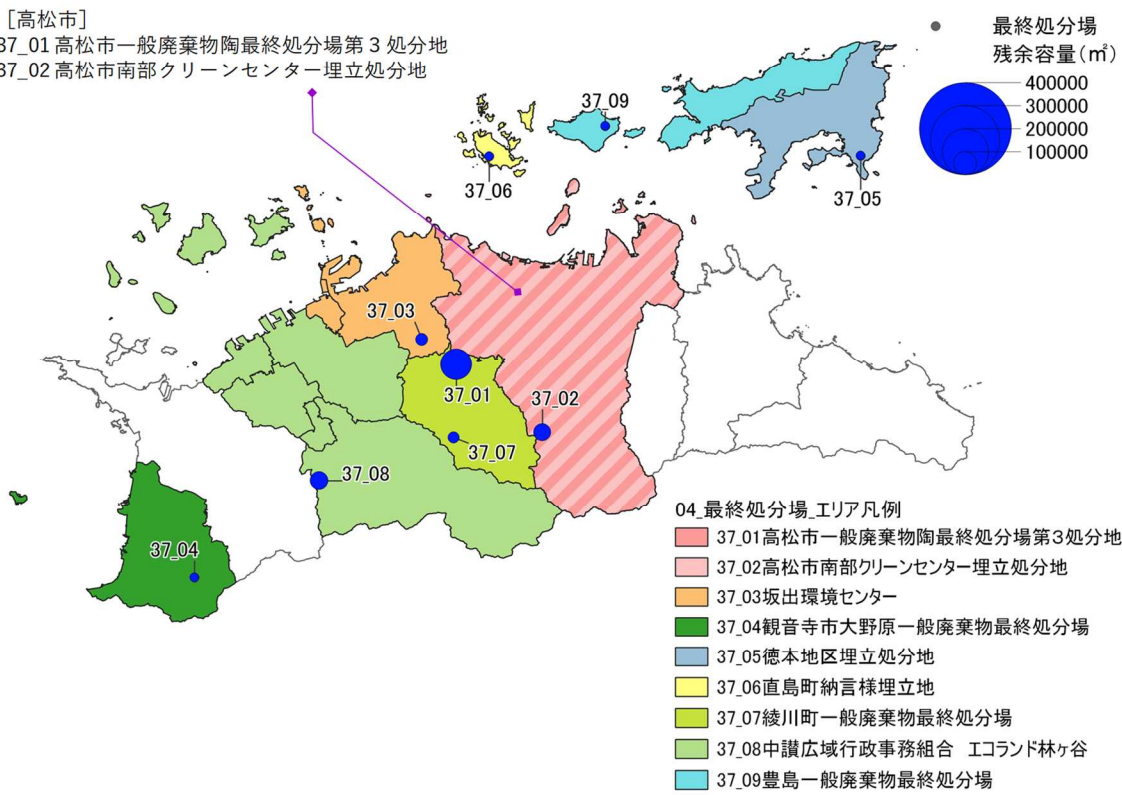 [高松市]
37_01 高松市一般廃棄物陶最終処分場第3処分地
37_02 高松市南部クリーンセンター埋立処分地
最終処分場
残余容量(㎥)
400000
300000
200000
100000
37_09
37_06
37_05
37_03
37_01
37_02
37_07
37_08
37_04
04_最終処分場_エリア凡例
37_01高松市一般廃棄物陶最終処分場第3処分地
37_02高松市南部クリーンセンター埋立処分地
37_03坂出環境センター
37_04観音寺市大野原一般廃棄物最終処分場
37_05徳本地区埋立処分地
37_06直島町納言様埋立地
37_07綾川町一般廃棄物最終処分場
37_08中讃広域行政事務組合　エコランド林ヶ谷
37_09豊島一般廃棄物最終処分場